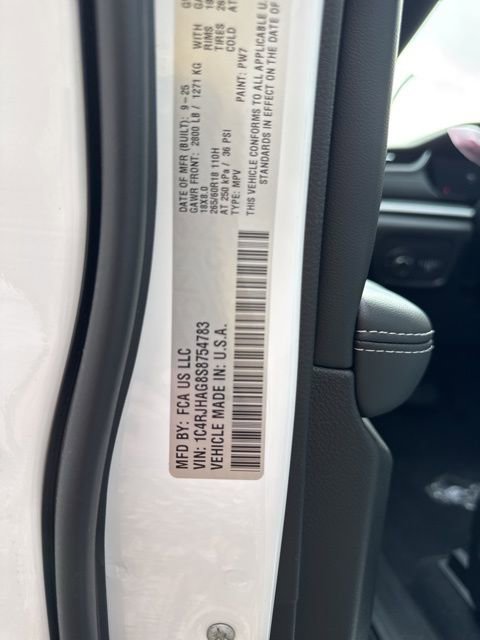 MFD BY: FCA US LLC
VIN: 1C4RJHAG8S8754783
VEHICLE MADE IN: U.S.A.
DATE OF MFR (BUILT): 9-25
GAWR FRONT: 2800 LB / 1271 KG WITH
18X8.0 RIMS
265/60R18 110H TIRES
AT 250 kPa / 36 PSI COLD
TYPE: MPV PAINT: PW7
THIS VEHICLE CONFORMS TO ALL APPLICABLE U.
STANDARDS IN EFFECT ON THE DATE OF